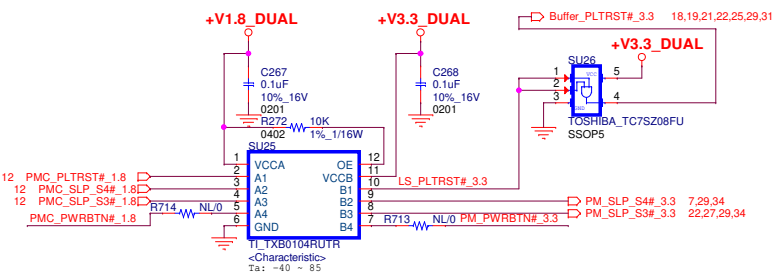 Buffer_PLTRST#_3.3 18,19,21,22,25,29,31
+V1.8_DUAL
+V3.3_DUAL
+V3.3_DUAL
SU26
C267
0.1uF
10%_16V
0201
C268
0.1uF
10%_16V
0201
1
2
3
VCC
GND
5
4
TOSHIBA_TC7SZ08FU
SSOP5
R272 10K
0402 1%_1/16W
SU25
1 VCCA OE 12
2 A1 VCCB 11
3 A2 B1 10
4 A3 B2 9
5 A4 B3 8
6 GND B4 7
12 PMC_PLTRST#_1.8
12 PMC_SLP_S4#_1.8
12 PMC_SLP_S3#_1.8
R714 NL/0
PMC_PWRBTN#_1.8
LS_PLTRST#_3.3
PM_SLP_S4#_3.3 7,29,34
PM_SLP_S3#_3.3 22,27,29,34
R713 NL/0 PM_PWRBTN#_3.3
TI_TXB0104RUTR
<Characteristic>
Ta: -40 ~ 85